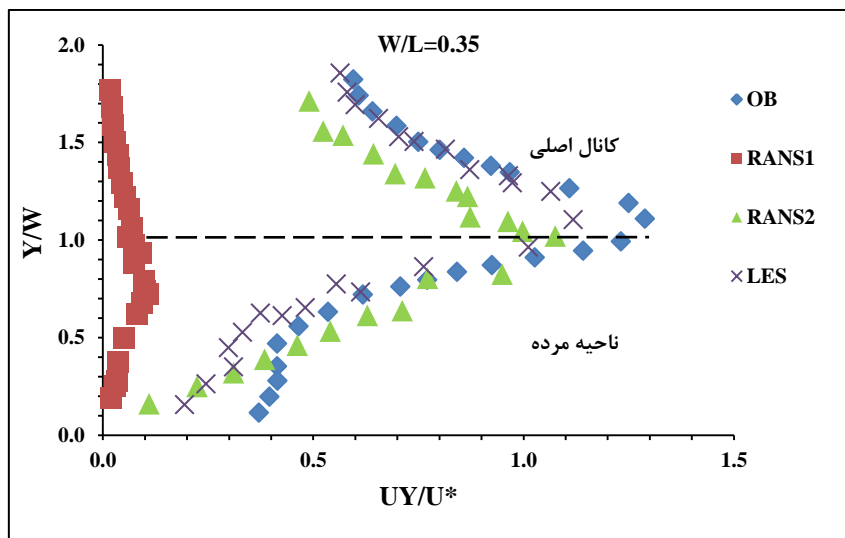 W/L=0.35
2.0
1.5
1.0
0.5
0.0
Y/W
0.0
0.5
1.0
1.5
UY/U*
کانال اصلی
ناحیه مرده
OB
RANS1
RANS2
LES